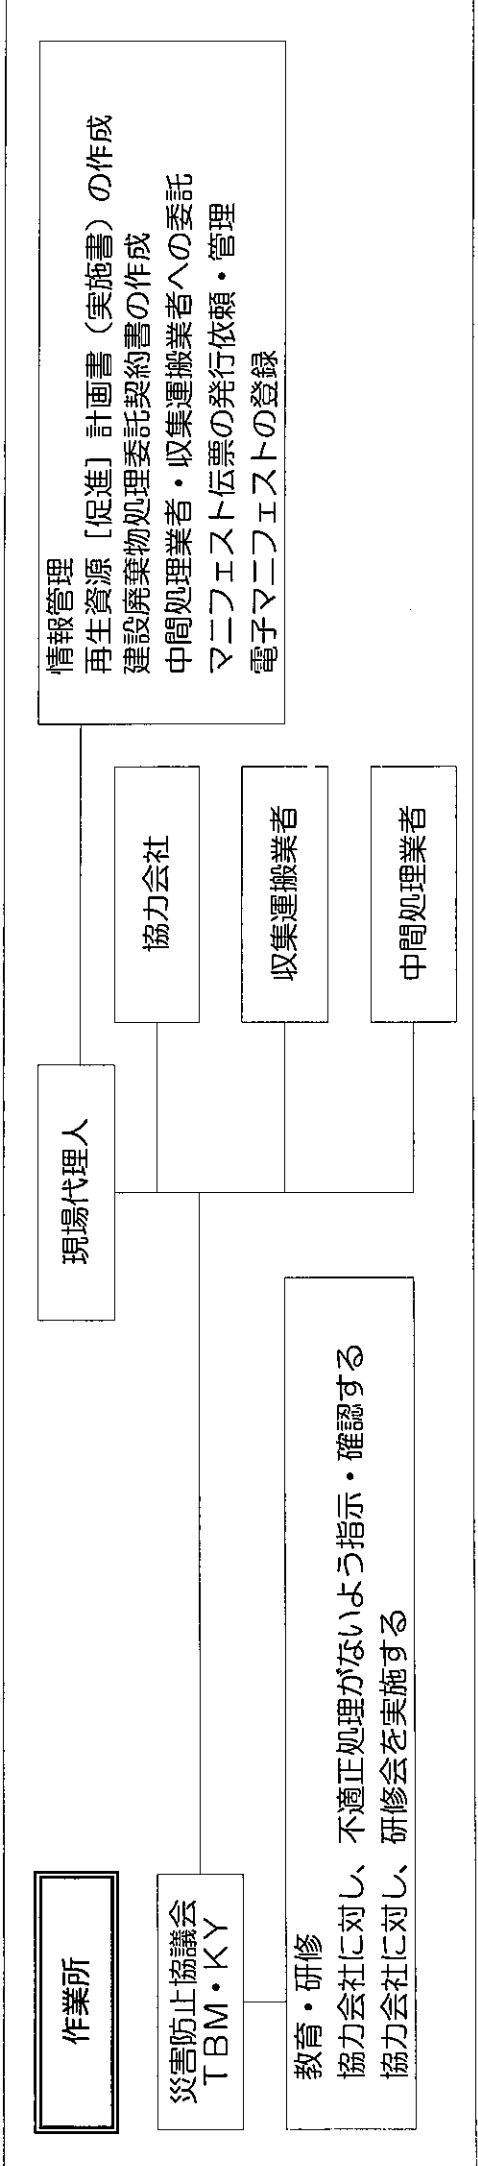 作業所
現場代理人
情報管理
再生資源［促進］計画書（実施書）の作成
建設廃棄物処理委託契約書の作成
中間処理業者・収集運搬業者への委託
マニフェスト伝票の発行依頼・管理
電子マニフェストの登録
協力会社
収集運搬業者
中間処理業者
災害防止協議会
TBM・KY
教育・研修
協力会社に対し、不適正処理がないよう指示・確認する
協力会社に対し、研修会を実施する